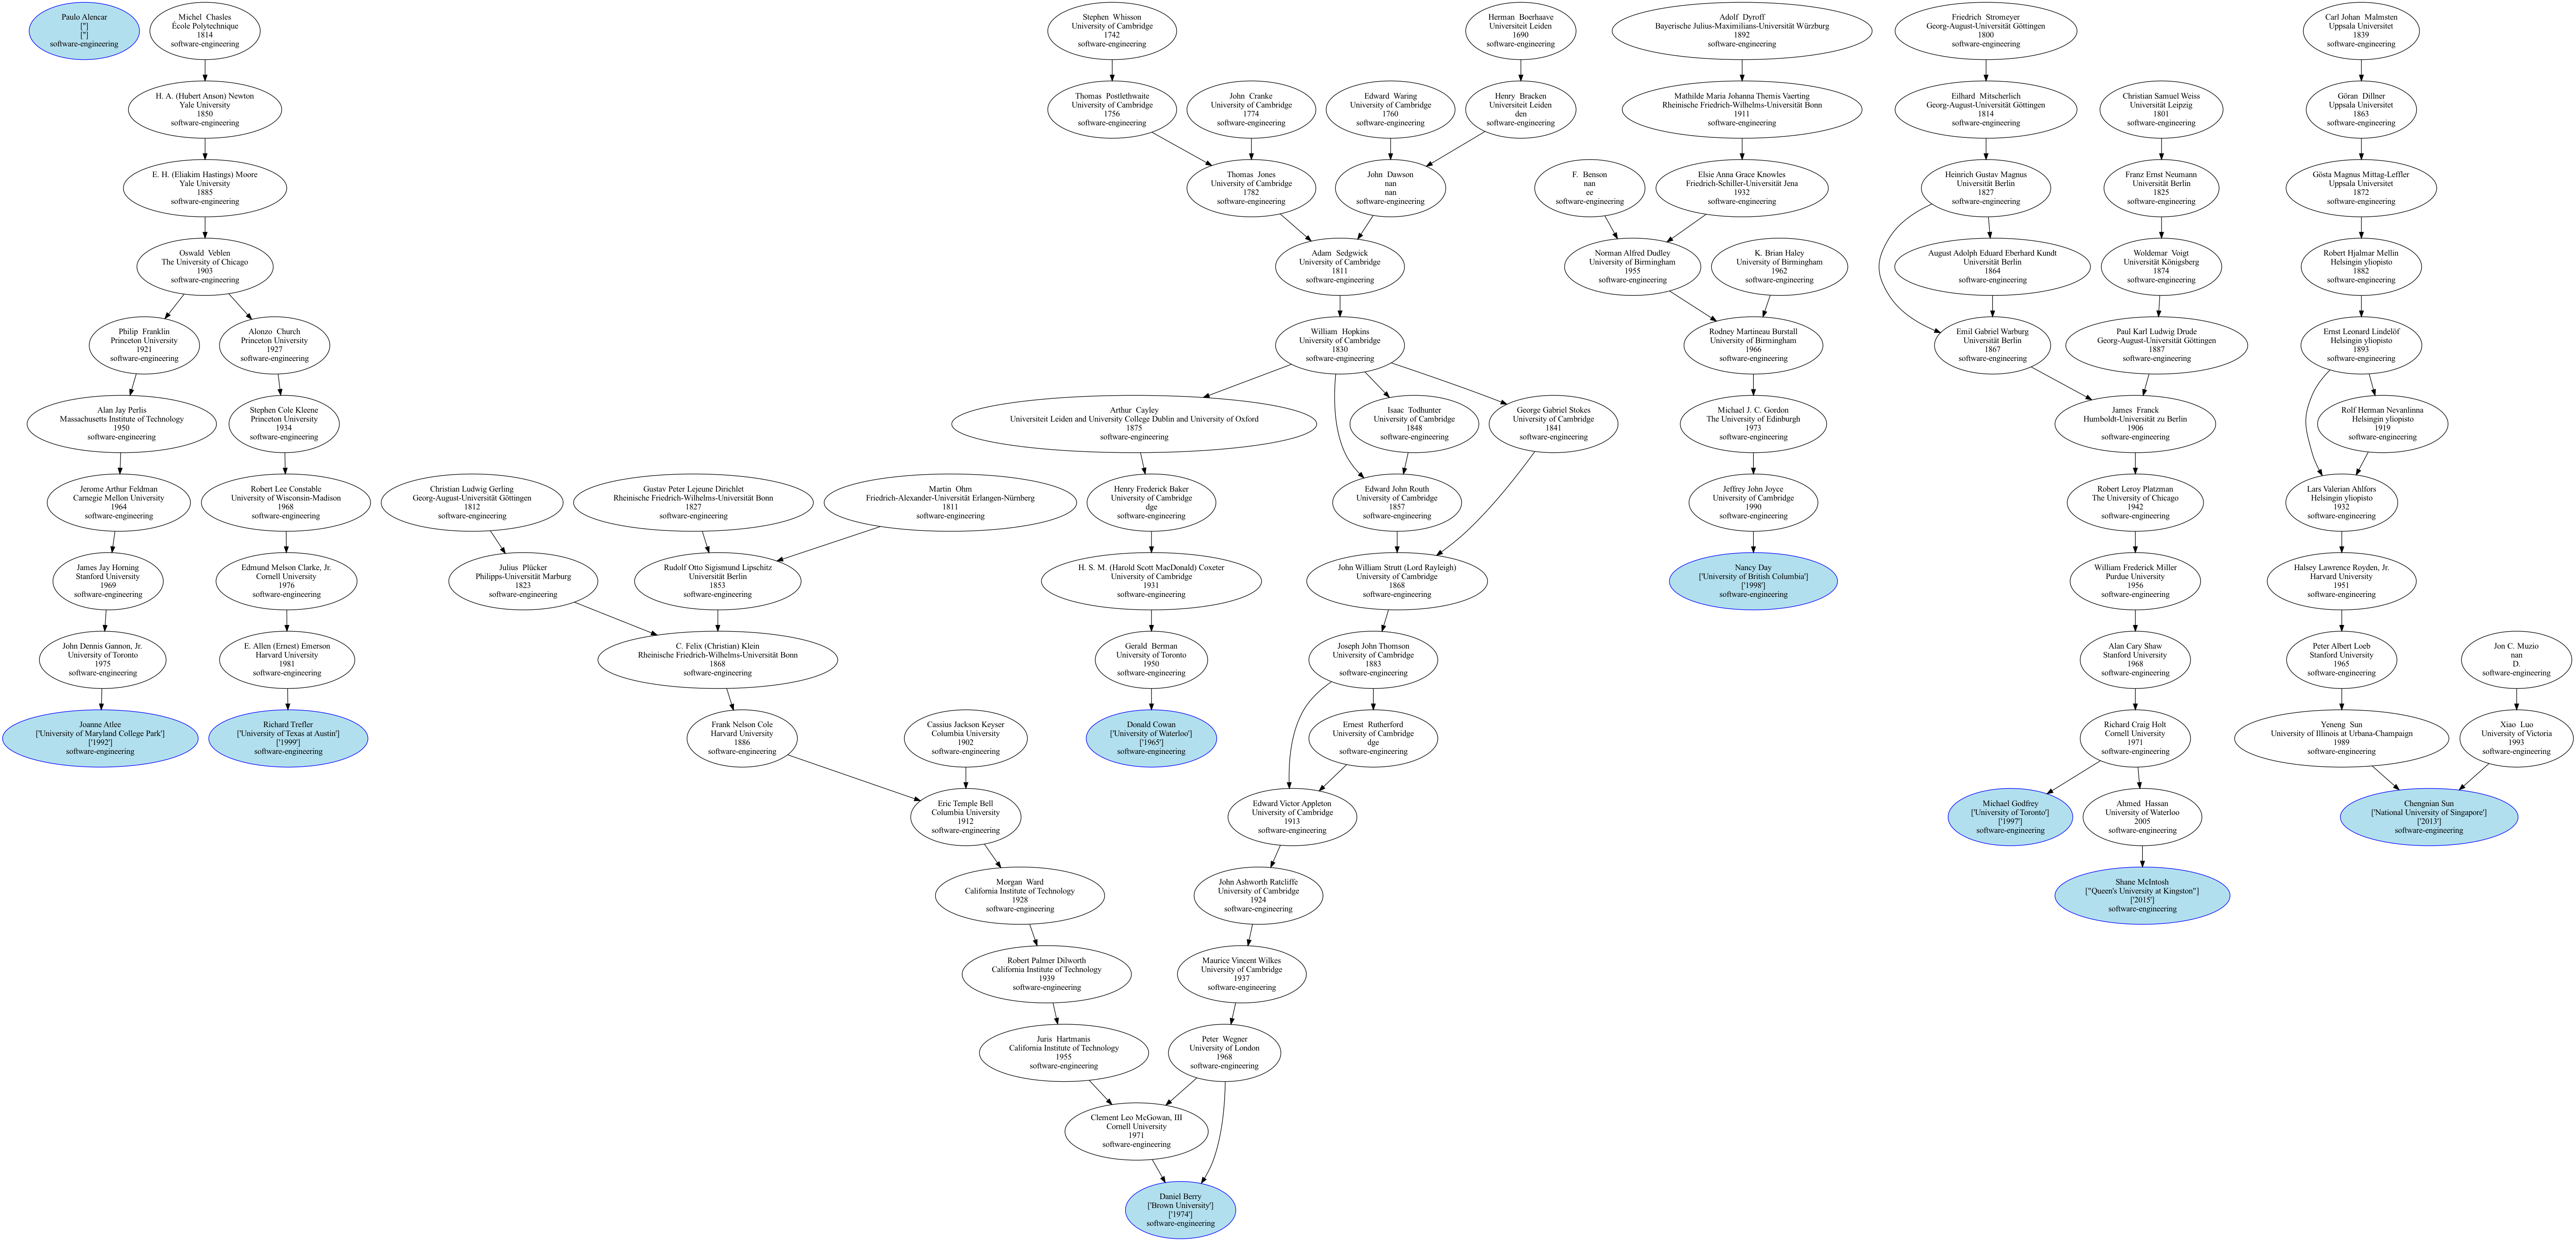 Paulo Alencar
['']
['']
software-engineering
Michel  Chasles
École Polytechnique
1814
software-engineering
Stephen  Whisson
University of Cambridge
1742
software-engineering
Herman  Boerhaave
Universiteit Leiden
1690
software-engineering
Adolf  Dyroff
Bayerische Julius-Maximilians-Universität Würzburg
1892
software-engineering
Friedrich  Stromeyer
Georg-August-Universität Göttingen
1800
software-engineering
Carl Johan  Malmsten
Uppsala Universitet
1839
software-engineering
H. A. (Hubert Anson) Newton
Yale University
1850
software-engineering
Thomas  Postlethwaite
University of Cambridge
1756
software-engineering
John  Cranke
University of Cambridge
1774
software-engineering
Edward  Waring
University of Cambridge
1760
software-engineering
Henry  Bracken
Universiteit Leiden
den
software-engineering
Mathilde Maria Johanna Themis Vaerting
Rheinische Friedrich-Wilhelms-Universität Bonn
1911
software-engineering
Eilhard  Mitscherlich
Georg-August-Universität Göttingen
1814
software-engineering
Christian Samuel Weiss
Universität Leipzig
1801
software-engineering
Göran  Dillner
Uppsala Universitet
1863
software-engineering
E. H. (Eliakim Hastings) Moore
Yale University
1885
software-engineering
Thomas  Jones
University of Cambridge
1782
software-engineering
John  Dawson
nan
nan
software-engineering
F.  Benson
nan
ee
software-engineering
Elsie Anna Grace Knowles
Friedrich-Schiller-Universität Jena
1932
software-engineering
Heinrich Gustav Magnus
Universität Berlin
1827
software-engineering
Franz Ernst Neumann
Universität Berlin
1825
software-engineering
Gösta Magnus Mittag-Leffler
Uppsala Universitet
1872
software-engineering
Oswald  Veblen
The University of Chicago
1903
software-engineering
Adam  Sedgwick
University of Cambridge
1811
software-engineering
Norman Alfred Dudley
University of Birmingham
1955
software-engineering
K. Brian Haley
University of Birmingham
1962
software-engineering
August Adolph Eduard Eberhard Kundt
Universität Berlin
1864
software-engineering
Woldemar  Voigt
Universität Königsberg
1874
software-engineering
Robert Hjalmar Mellin
Helsingin yliopisto
1882
software-engineering
Philip  Franklin
Princeton University
1921
software-engineering
Alonzo  Church
Princeton University
1927
software-engineering
William  Hopkins
University of Cambridge
1830
software-engineering
Rodney Martineau Burstall
University of Birmingham
1966
software-engineering
Emil Gabriel Warburg
Universität Berlin
1867
software-engineering
Paul Karl Ludwig Drude
Georg-August-Universität Göttingen
1887
software-engineering
Ernst Leonard Lindelöf
Helsingin yliopisto
1893
software-engineering
Alan Jay Perlis
Massachusetts Institute of Technology
1950
software-engineering
Stephen Cole Kleene
Princeton University
1934
software-engineering
Arthur  Cayley
Universiteit Leiden and University College Dublin and University of Oxford
1875
software-engineering
Isaac  Todhunter
University of Cambridge
1848
software-engineering
George Gabriel Stokes
University of Cambridge
1841
software-engineering
Michael J. C. Gordon
The University of Edinburgh
1973
software-engineering
James  Franck
Humboldt-Universität zu Berlin
1906
software-engineering
Rolf Herman Nevanlinna
Helsingin yliopisto
1919
software-engineering
Jerome Arthur Feldman
Carnegie Mellon University
1964
software-engineering
Robert Lee Constable
University of Wisconsin-Madison
1968
software-engineering
Christian Ludwig Gerling
Georg-August-Universität Göttingen
1812
software-engineering
Gustav Peter Lejeune Dirichlet
Rheinische Friedrich-Wilhelms-Universität Bonn
1827
software-engineering
Martin  Ohm
Friedrich-Alexander-Universität Erlangen-Nürnberg
1811
software-engineering
Henry Frederick Baker
University of Cambridge
dge
software-engineering
Edward John Routh
University of Cambridge
1857
software-engineering
Jeffrey John Joyce
University of Cambridge
1990
software-engineering
Robert Leroy Platzman
The University of Chicago
1942
software-engineering
Lars Valerian Ahlfors
Helsingin yliopisto
1932
software-engineering
James Jay Horning
Stanford University
1969
software-engineering
Edmund Melson Clarke, Jr.
Cornell University
1976
software-engineering
Julius  Plücker
Philipps-Universität Marburg
1823
software-engineering
Rudolf Otto Sigismund Lipschitz
Universität Berlin
1853
software-engineering
H. S. M. (Harold Scott MacDonald) Coxeter
University of Cambridge
1931
software-engineering
John William Strutt (Lord Rayleigh)
University of Cambridge
1868
software-engineering
Nancy Day
['University of British Columbia']
['1998']
software-engineering
William Frederick Miller
Purdue University
1956
software-engineering
Halsey Lawrence Royden, Jr.
Harvard University
1951
software-engineering
John Dennis Gannon, Jr.
University of Toronto
1975
software-engineering
E. Allen (Ernest) Emerson
Harvard University
1981
software-engineering
C. Felix (Christian) Klein
Rheinische Friedrich-Wilhelms-Universität Bonn
1868
software-engineering
Gerald  Berman
University of Toronto
1950
software-engineering
Joseph John Thomson
University of Cambridge
1883
software-engineering
Alan Cary Shaw
Stanford University
1968
software-engineering
Peter Albert Loeb
Stanford University
1965
software-engineering
Jon C. Muzio
nan
D.
software-engineering
Joanne Atlee
['University of Maryland College Park']
['1992']
software-engineering
Richard Trefler
['University of Texas at Austin']
['1999']
software-engineering
Frank Nelson Cole
Harvard University
1886
software-engineering
Cassius Jackson Keyser
Columbia University
1902
software-engineering
Donald Cowan
['University of Waterloo']
['1965']
software-engineering
Ernest  Rutherford
University of Cambridge
dge
software-engineering
Richard Craig Holt
Cornell University
1971
software-engineering
Yeneng  Sun
University of Illinois at Urbana-Champaign
1989
software-engineering
Xiao  Luo
University of Victoria
1993
software-engineering
Eric Temple Bell
Columbia University
1912
software-engineering
Edward Victor Appleton
University of Cambridge
1913
software-engineering
Michael Godfrey
['University of Toronto']
['1997']
software-engineering
Ahmed  Hassan
University of Waterloo
2005
software-engineering
Chengnian Sun
['National University of Singapore']
['2013']
software-engineering
Morgan  Ward
California Institute of Technology
1928
software-engineering
John Ashworth Ratcliffe
University of Cambridge
1924
software-engineering
Shane McIntosh
["Queen's University at Kingston"]
['2015']
software-engineering
Robert Palmer Dilworth
California Institute of Technology
1939
software-engineering
Maurice Vincent Wilkes
University of Cambridge
1937
software-engineering
Juris  Hartmanis
California Institute of Technology
1955
software-engineering
Peter  Wegner
University of London
1968
software-engineering
Clement Leo McGowan, III
Cornell University
1971
software-engineering
Daniel Berry
['Brown University']
['1974']
software-engineering